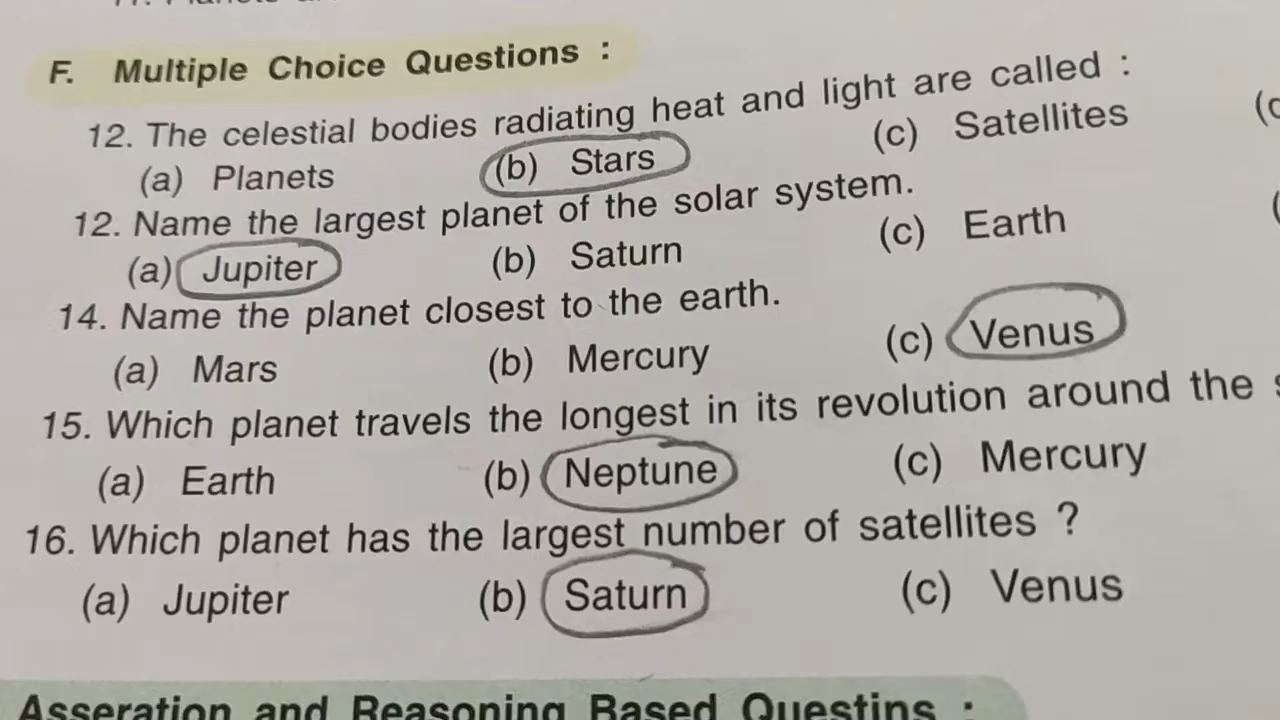 F. Multiple Choice Questions :
12. The celestial bodies radiating heat and light are called :
(a) Planets (b) Stars (c) Satellites
12. Name the largest planet of the solar system.
(a) Jupiter (b) Saturn (c) Earth
14. Name the planet closest to the earth.
(a) Mars (b) Mercury (c) Venus
15. Which planet travels the longest in its revolution around the
(a) Earth (b) Neptune (c) Mercury
16. Which planet has the largest number of satellites ?
(a) Jupiter (b) Saturn (c) Venus
Asseration and Reasoning Based Questins :